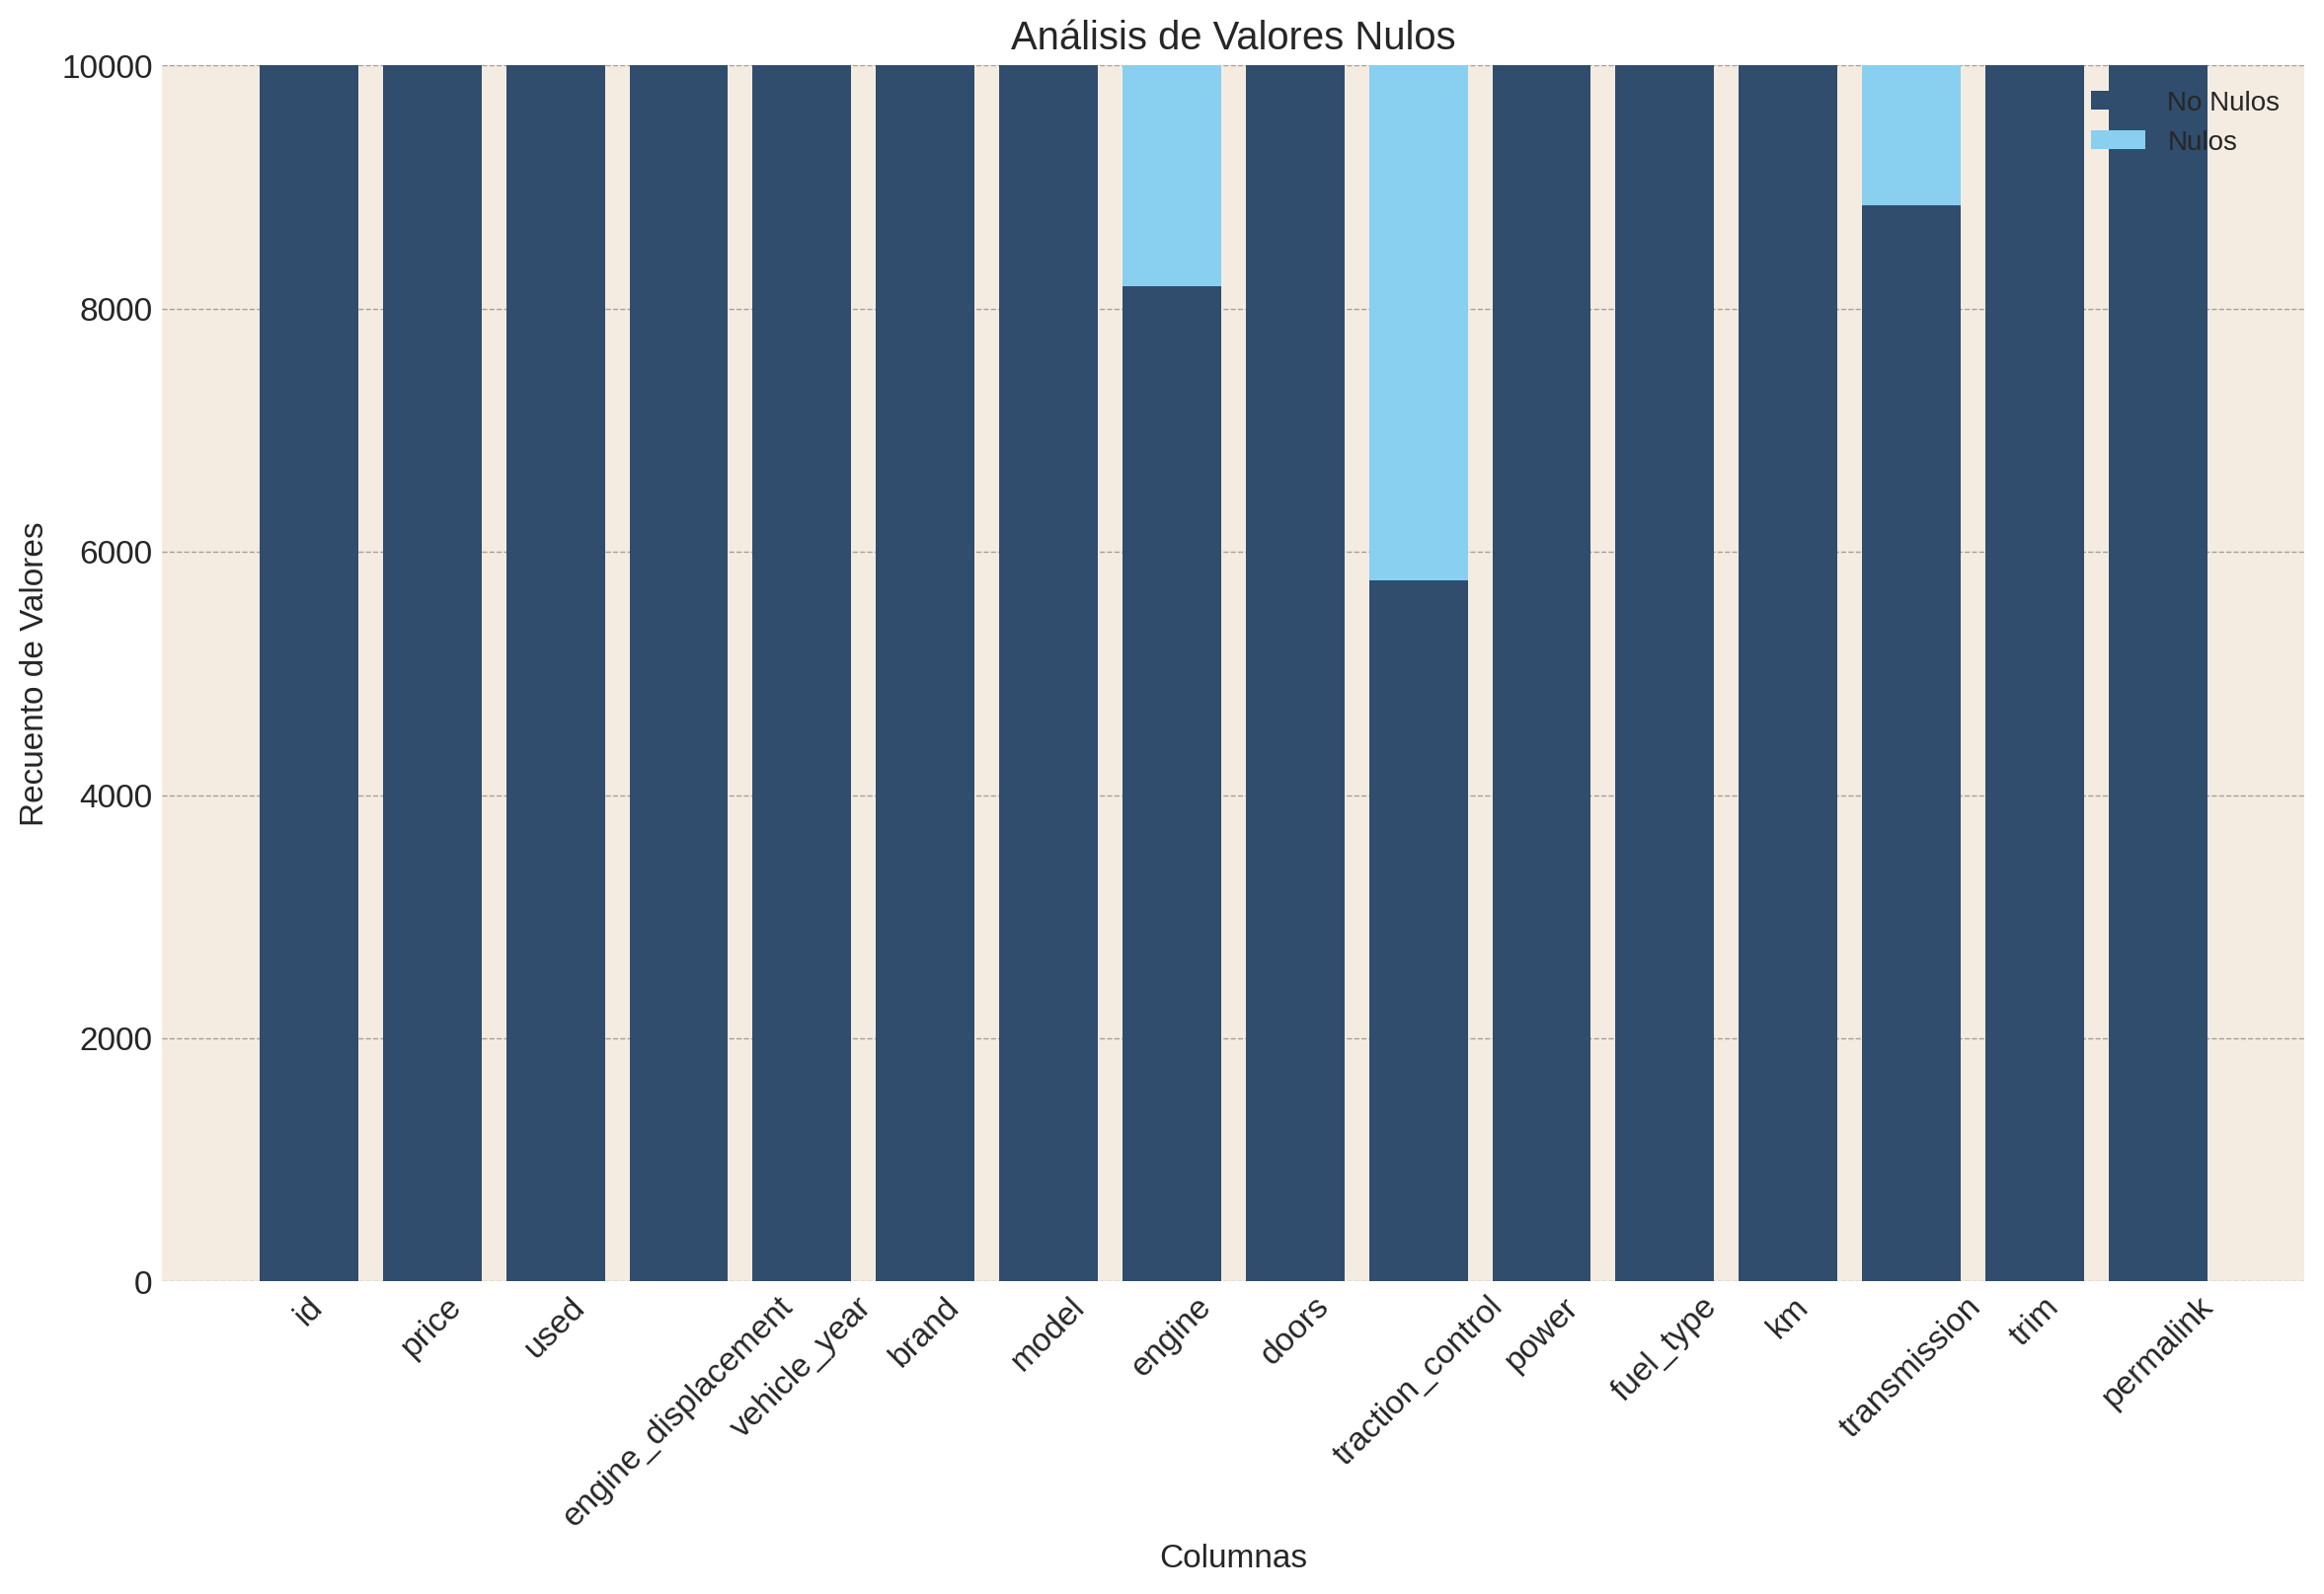 Análisis de Valores Nulos
No Nulos
Nulos
Recuento de Valores
10000
8000
6000
4000
2000
0
id
price
used
engine_displacement
vehicle_year
brand
model
engine
doors
traction_control
power
fuel_type
km
transmission
trim
permalink
Columnas